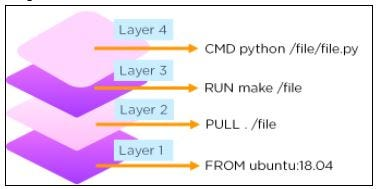 Layer 4
CMD python /file/file.py
Layer 3
RUN make /file
Layer 2
PULL . /file
Layer 1
FROM ubuntu:18.04